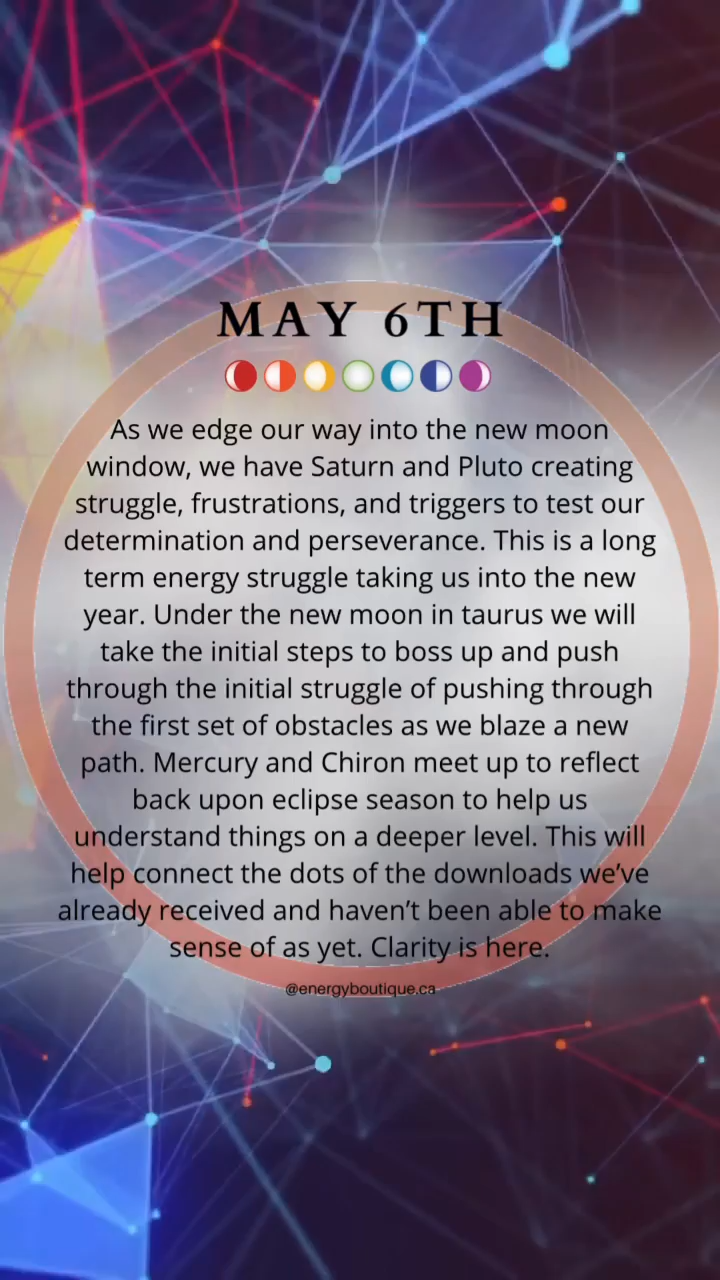 MAY 6TH
As we edge our way into the new moon
window, we have Saturn and Pluto creating
struggle, frustrations, and triggers to test our
determination and perseverance. This is a long
term energy struggle taking us into the new
year. Under the new moon in taurus we will
take the initial steps to boss up and push
through the initial struggle of pushing through
the first set of obstacles as we blaze a new
path. Mercury and Chiron meet up to reflect
back upon eclipse season to help us
understand things on a deeper level. This will
help connect the dots of the downloads we’ve
already received and haven’t been able to make
sense of as yet. Clarity is here.
@energyboutique.ca